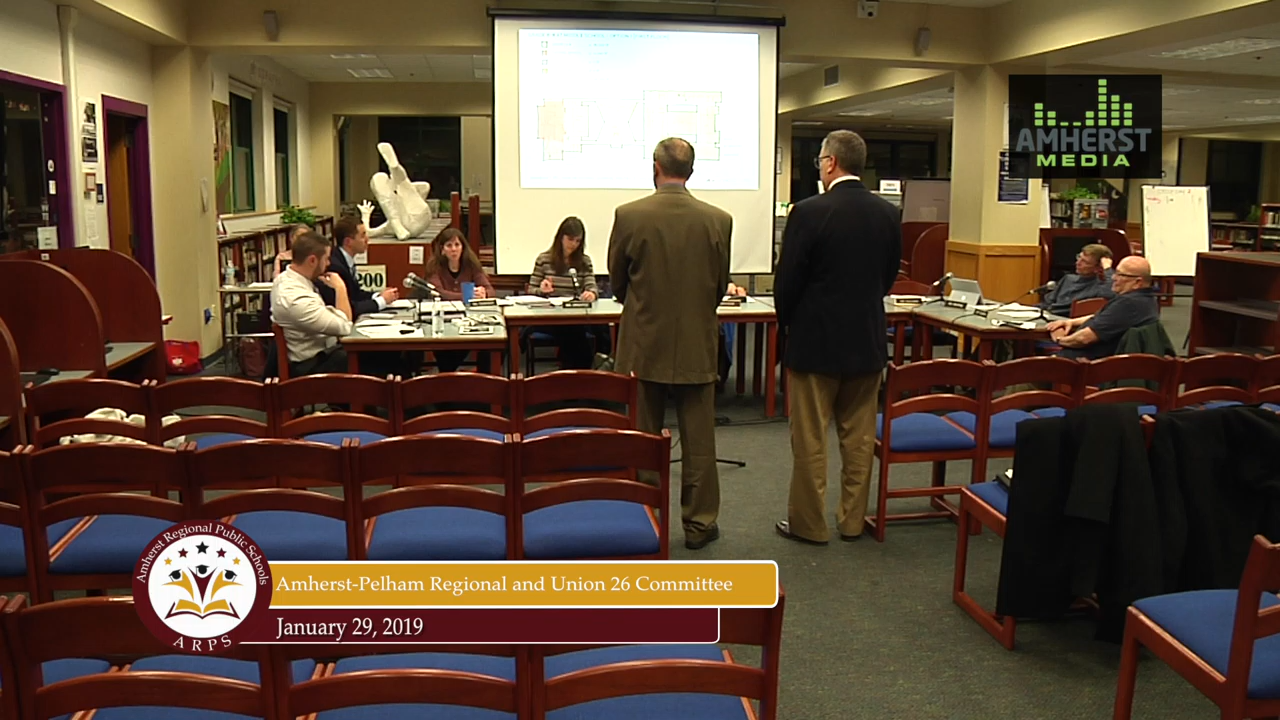 AMHERST
MEDIA
200
Amherst Regional Public Schools
ARPS
Amherst-Pelham Regional and Union 26 Committee
January 29, 2019